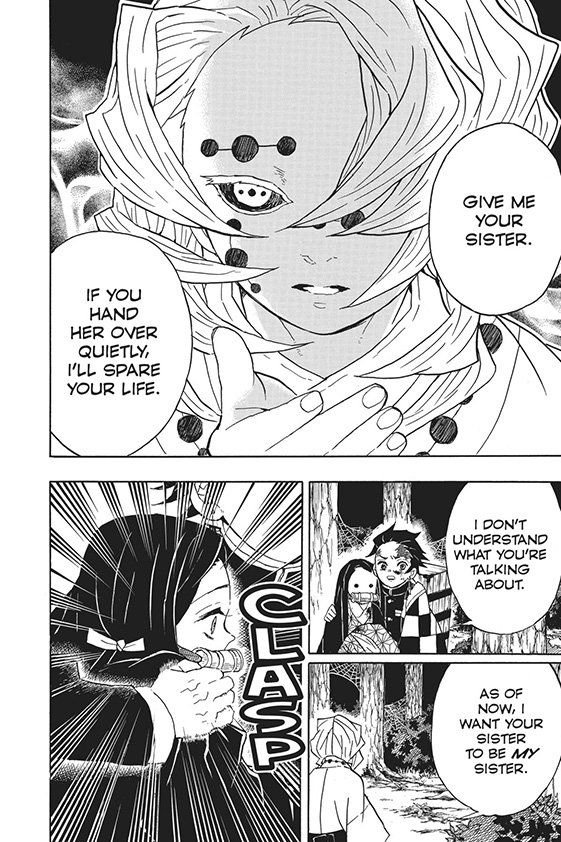 GIVE ME
YOUR
SISTER.
IF YOU
HAND
HER OVER
QUIETLY,
I'LL SPARE
YOUR LIFE.
I DON'T
UNDERSTAND
WHAT YOU'RE
TALKING
ABOUT.
AS OF
NOW, I
WANT YOUR
SISTER
TO BE MY
SISTER.
CLASP